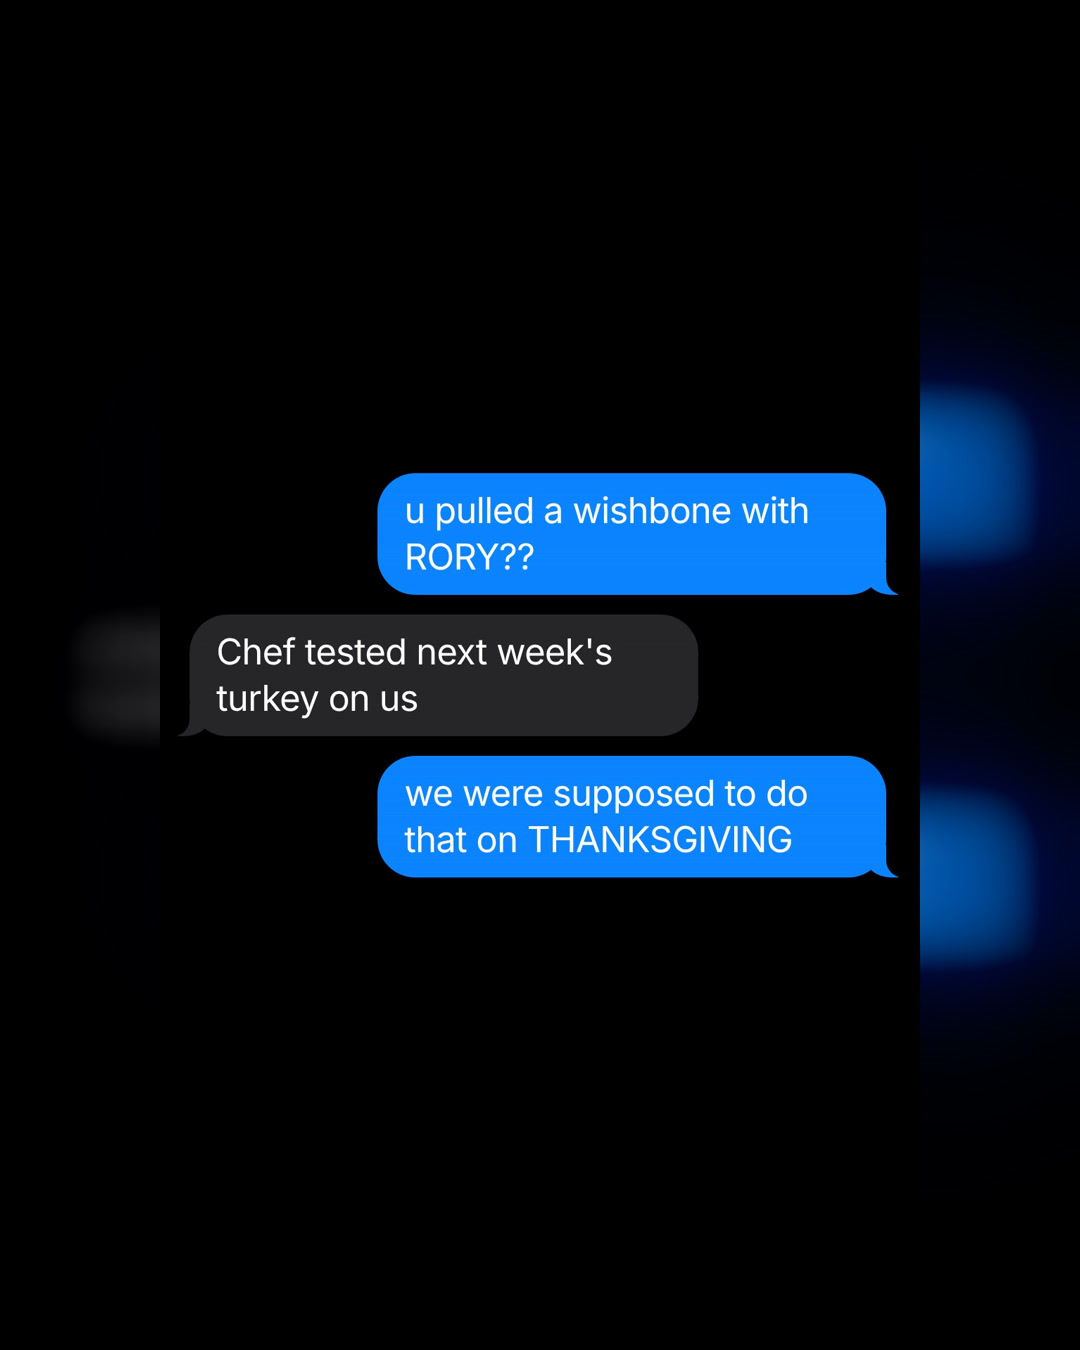 u pulled a wishbone with
RORY??
Chef tested next week's
turkey on us
we were supposed to do
that on THANKSGIVING